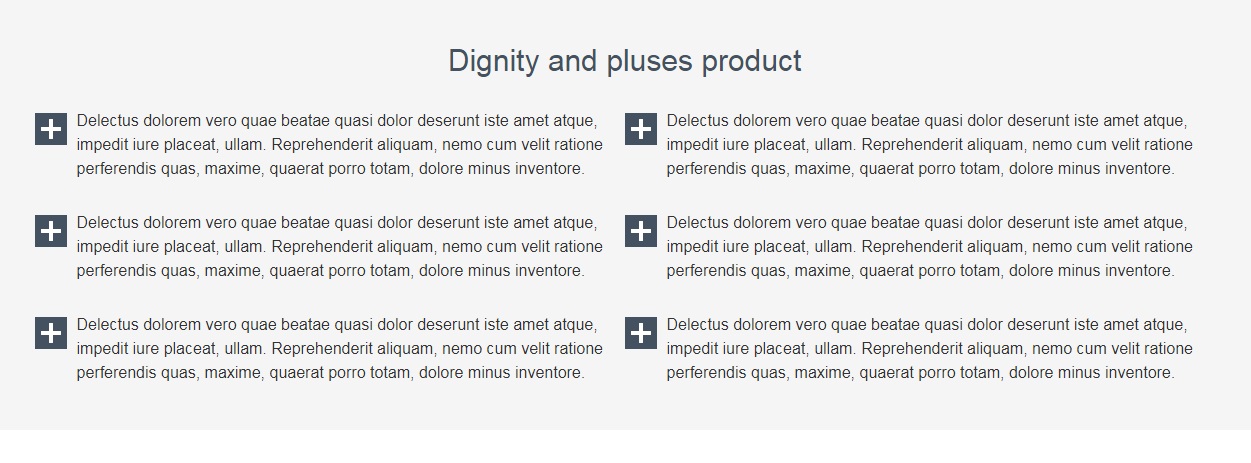 Dignity and pluses product
Delectus dolorem vero quae beatae quasi dolor deserunt iste amet atque,
impedit iure placeat, ullam. Reprehenderit aliquam, nemo cum velit ratione
perferendis quas, maxime, quaerat porro totam, dolore minus inventore.
Delectus dolorem vero quae beatae quasi dolor deserunt iste amet atque,
impedit iure placeat, ullam. Reprehenderit aliquam, nemo cum velit ratione
perferendis quas, maxime, quaerat porro totam, dolore minus inventore.
Delectus dolorem vero quae beatae quasi dolor deserunt iste amet atque,
impedit iure placeat, ullam. Reprehenderit aliquam, nemo cum velit ratione
perferendis quas, maxime, quaerat porro totam, dolore minus inventore.
Delectus dolorem vero quae beatae quasi dolor deserunt iste amet atque,
impedit iure placeat, ullam. Reprehenderit aliquam, nemo cum velit ratione
perferendis quas, maxime, quaerat porro totam, dolore minus inventore.
Delectus dolorem vero quae beatae quasi dolor deserunt iste amet atque,
impedit iure placeat, ullam. Reprehenderit aliquam, nemo cum velit ratione
perferendis quas, maxime, quaerat porro totam, dolore minus inventore.
Delectus dolorem vero quae beatae quasi dolor deserunt iste amet atque,
impedit iure placeat, ullam. Reprehenderit aliquam, nemo cum velit ratione
perferendis quas, maxime, quaerat porro totam, dolore minus inventore.